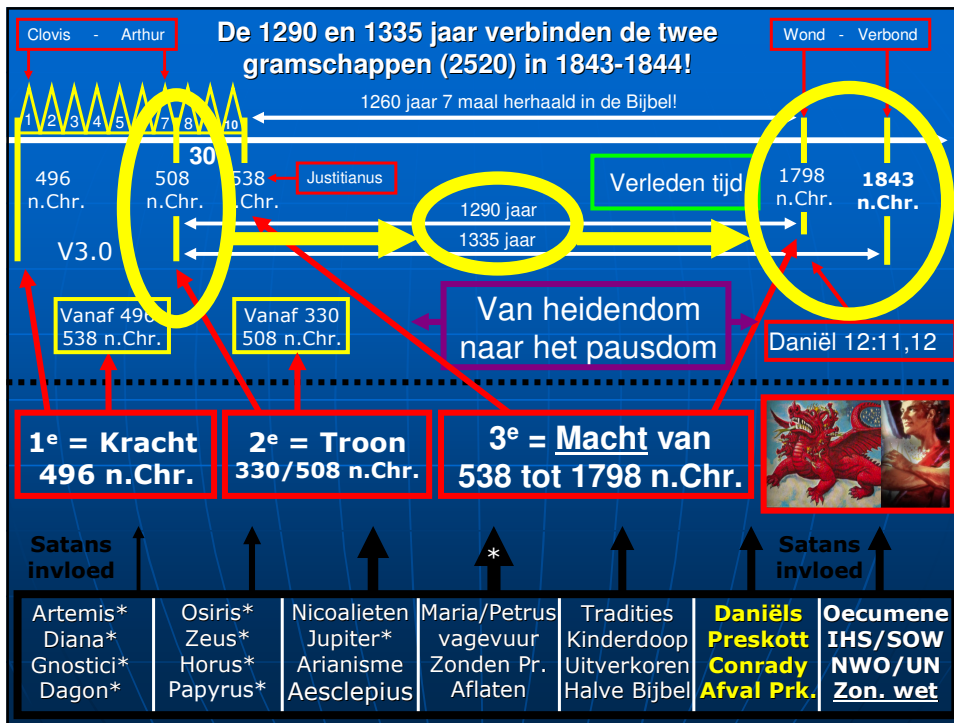 Clovis - Arthur
De 1290 en 1335 jaar verbinden de twee
gramschappen (2520) in 1843-1844!
Wond - Verbond
1260 jaar 7 maal herhaald in de Bijbel!
1 2 3 4 5 7 8 10
30
496
n.Chr.
508
n.Chr.
538
n.Chr.
Justitianus
Verleden tijd
1798
n.Chr.
1843
n.Chr.
1290 jaar
1335 jaar
V3.0
Vanaf 496
538 n.Chr.
Vanaf 330
508 n.Chr.
Van heidendom
naar het pausdom
Daniël 12:11,12
1e = Kracht
496 n.Chr.
2e = Troon
330/508 n.Chr.
3e = Macht van
538 tot 1798 n.Chr.
Satans
invloed
*
Satans
invloed
Artemis*
Diana*
Gnostici*
Dagon*
Osiris*
Zeus*
Horus*
Papyrus*
Nicoalieten
Jupiter*
Arianisme
Aesclepius
Maria/Petrus
vagevuur
Zonden Pr.
Aflaten
Tradities
Kinderdoop
Uitverkoren
Halve Bijbel
Daniëls
Preskott
Conrady
Afval Prk.
Oecumene
IHS/SOW
NWO/UN
Zon. wet